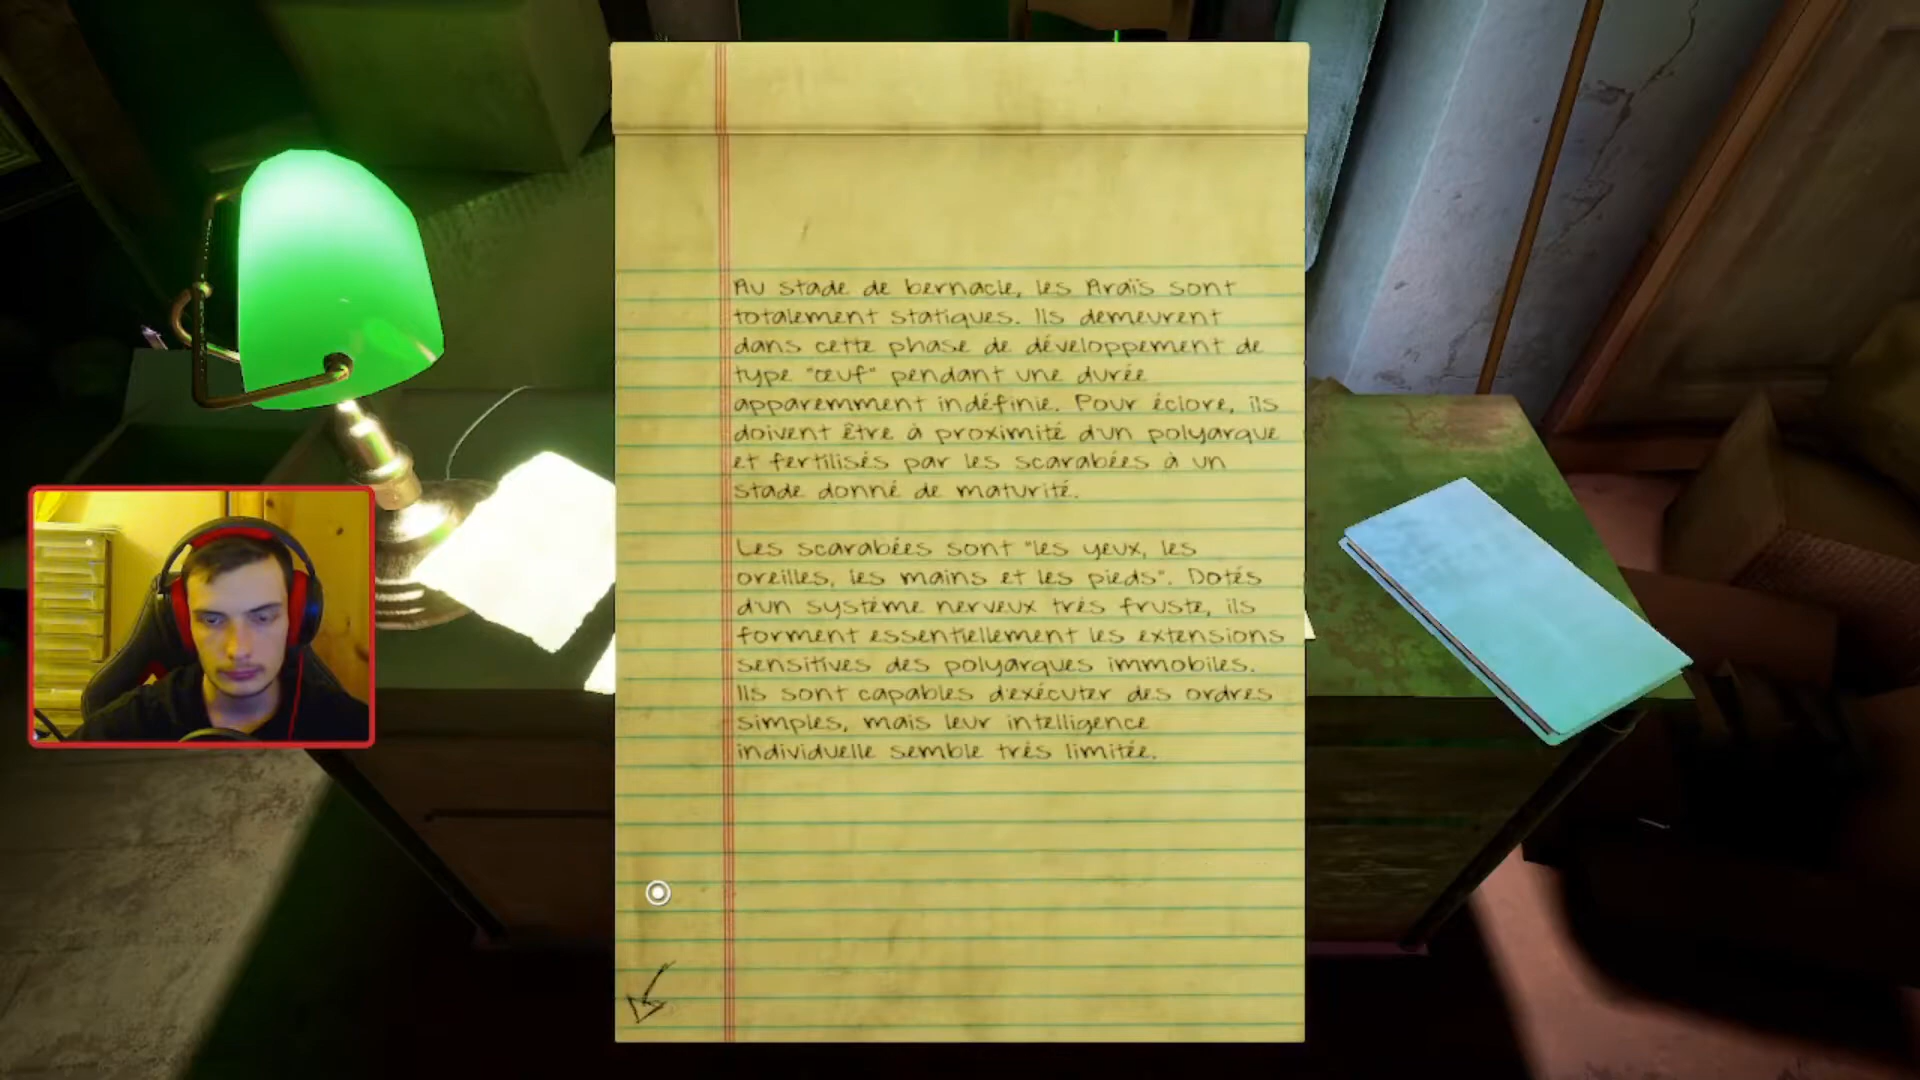 Au stade de bernacle, les Araïs sont
totalement statiques. Ils demeurent
dans cette phase de développement de
type "œuf" pendant une durée
apparemment indéfinie. Pour éclore, ils
doivent être à proximité d'un polyarque
et fertilisés par les scarabées à un
stade donné de maturité.
Les scarabées sont "les yeux, les
oreilles, les mains et les pieds". Dotés
d'un système nerveux très fruste, ils
forment essentiellement les extensions
sensitives des polyarques immobiles.
Ils sont capables d'exécuter des ordres
simples, mais leur intelligence
individuelle semble très limitée.